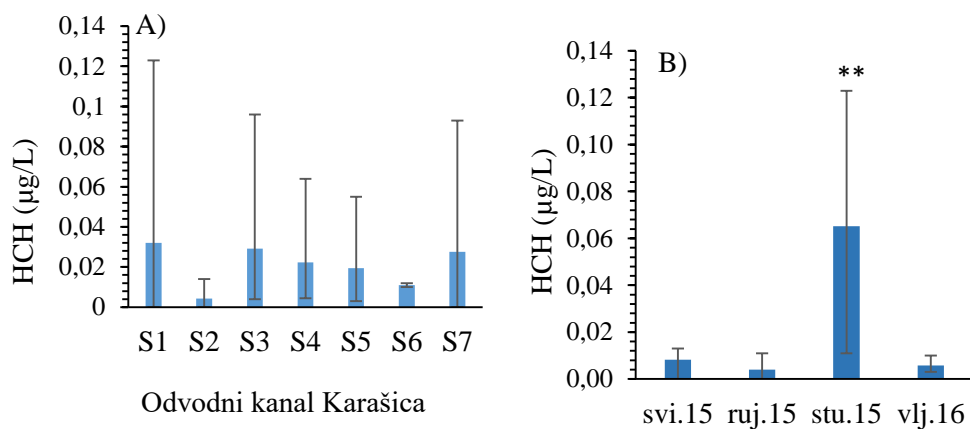 A)
0,14
0,12
0,1
0,08
0,06
0,04
0,02
0
HCH (µg/L)
S1 S2 S3 S4 S5 S6 S7
Odvodni kanal Karašica
B)
**
0,14
0,12
0,10
0,08
0,06
0,04
0,02
0,00
HCH (µg/L)
svi.15 ruj.15 stu.15 vlj.16